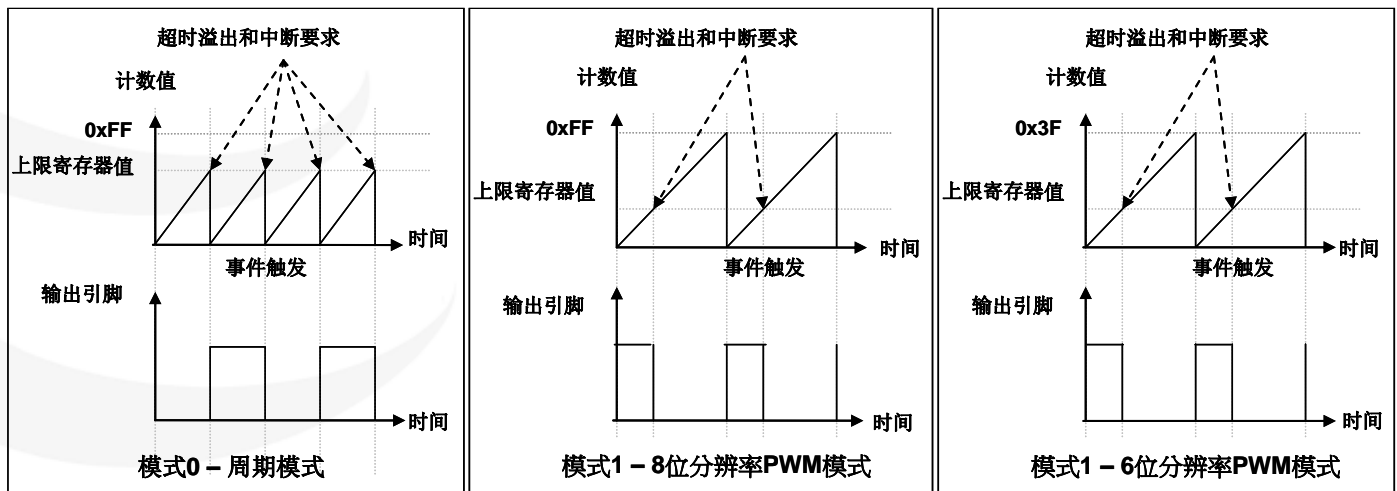 超时溢出和中断要求
计数值
0xFF
上限寄存器值
时间
事件触发
输出引脚
时间
模式0 – 周期模式
超时溢出和中断要求
计数值
0xFF
上限寄存器值
时间
事件触发
输出引脚
时间
模式1 – 8位分辨率PWM模式
超时溢出和中断要求
计数值
0x3F
上限寄存器值
时间
事件触发
输出引脚
时间
模式1 – 6位分辨率PWM模式